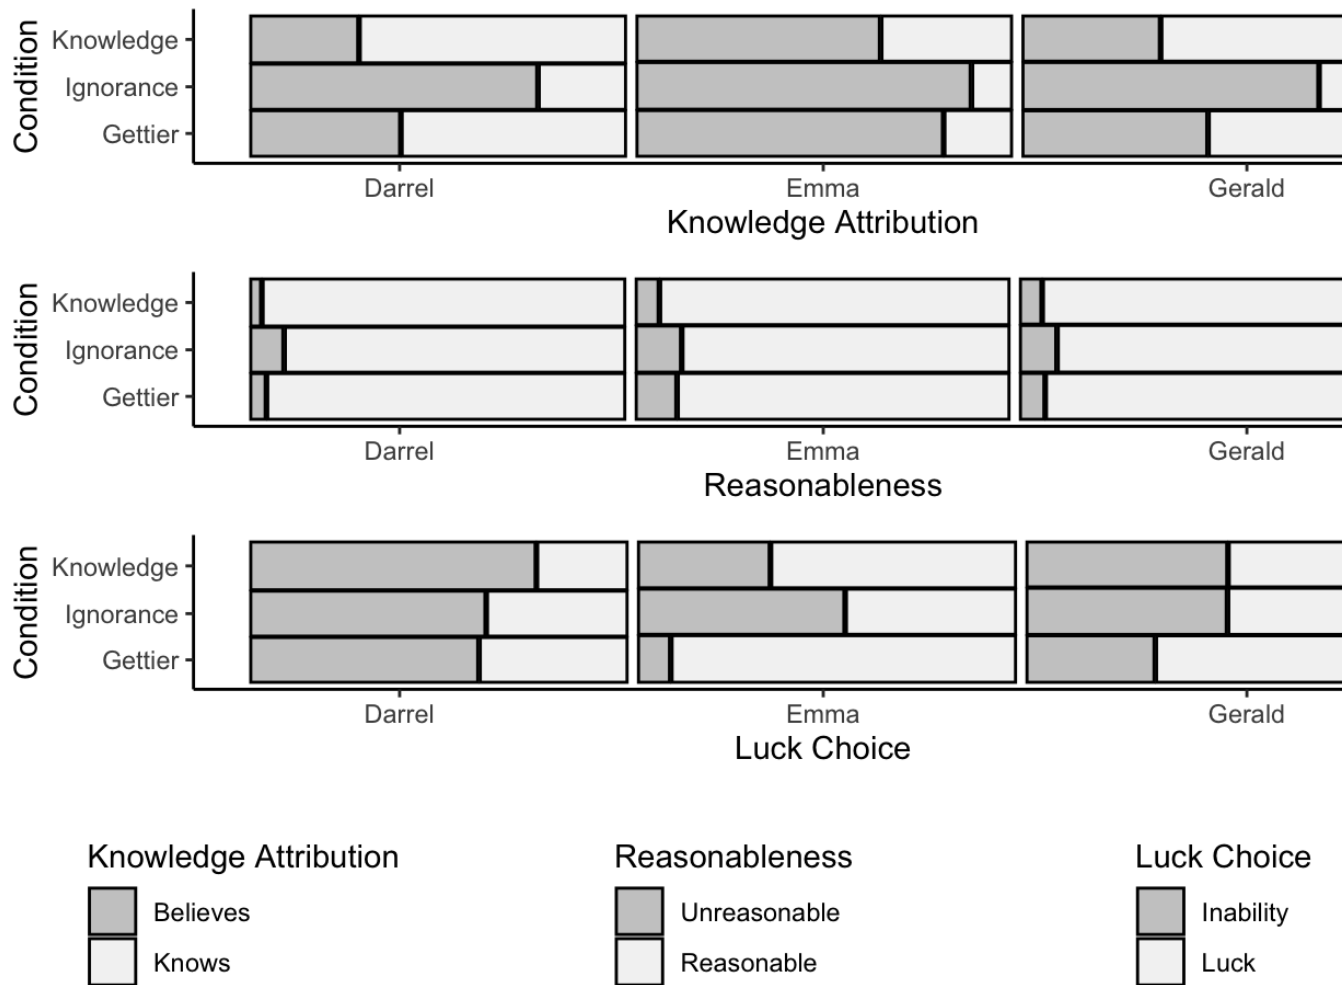 Condition
Knowledge
Ignorance
Gettier
Darrel Emma Gerald
Knowledge Attribution
Condition
Knowledge
Ignorance
Gettier
Darrel Emma Gerald
Reasonableness
Condition
Knowledge
Ignorance
Gettier
Darrel Emma Gerald
Luck Choice
Knowledge Attribution
Believes
Knows
Reasonableness
Unreasonable
Reasonable
Luck Choice
Inability
Luck